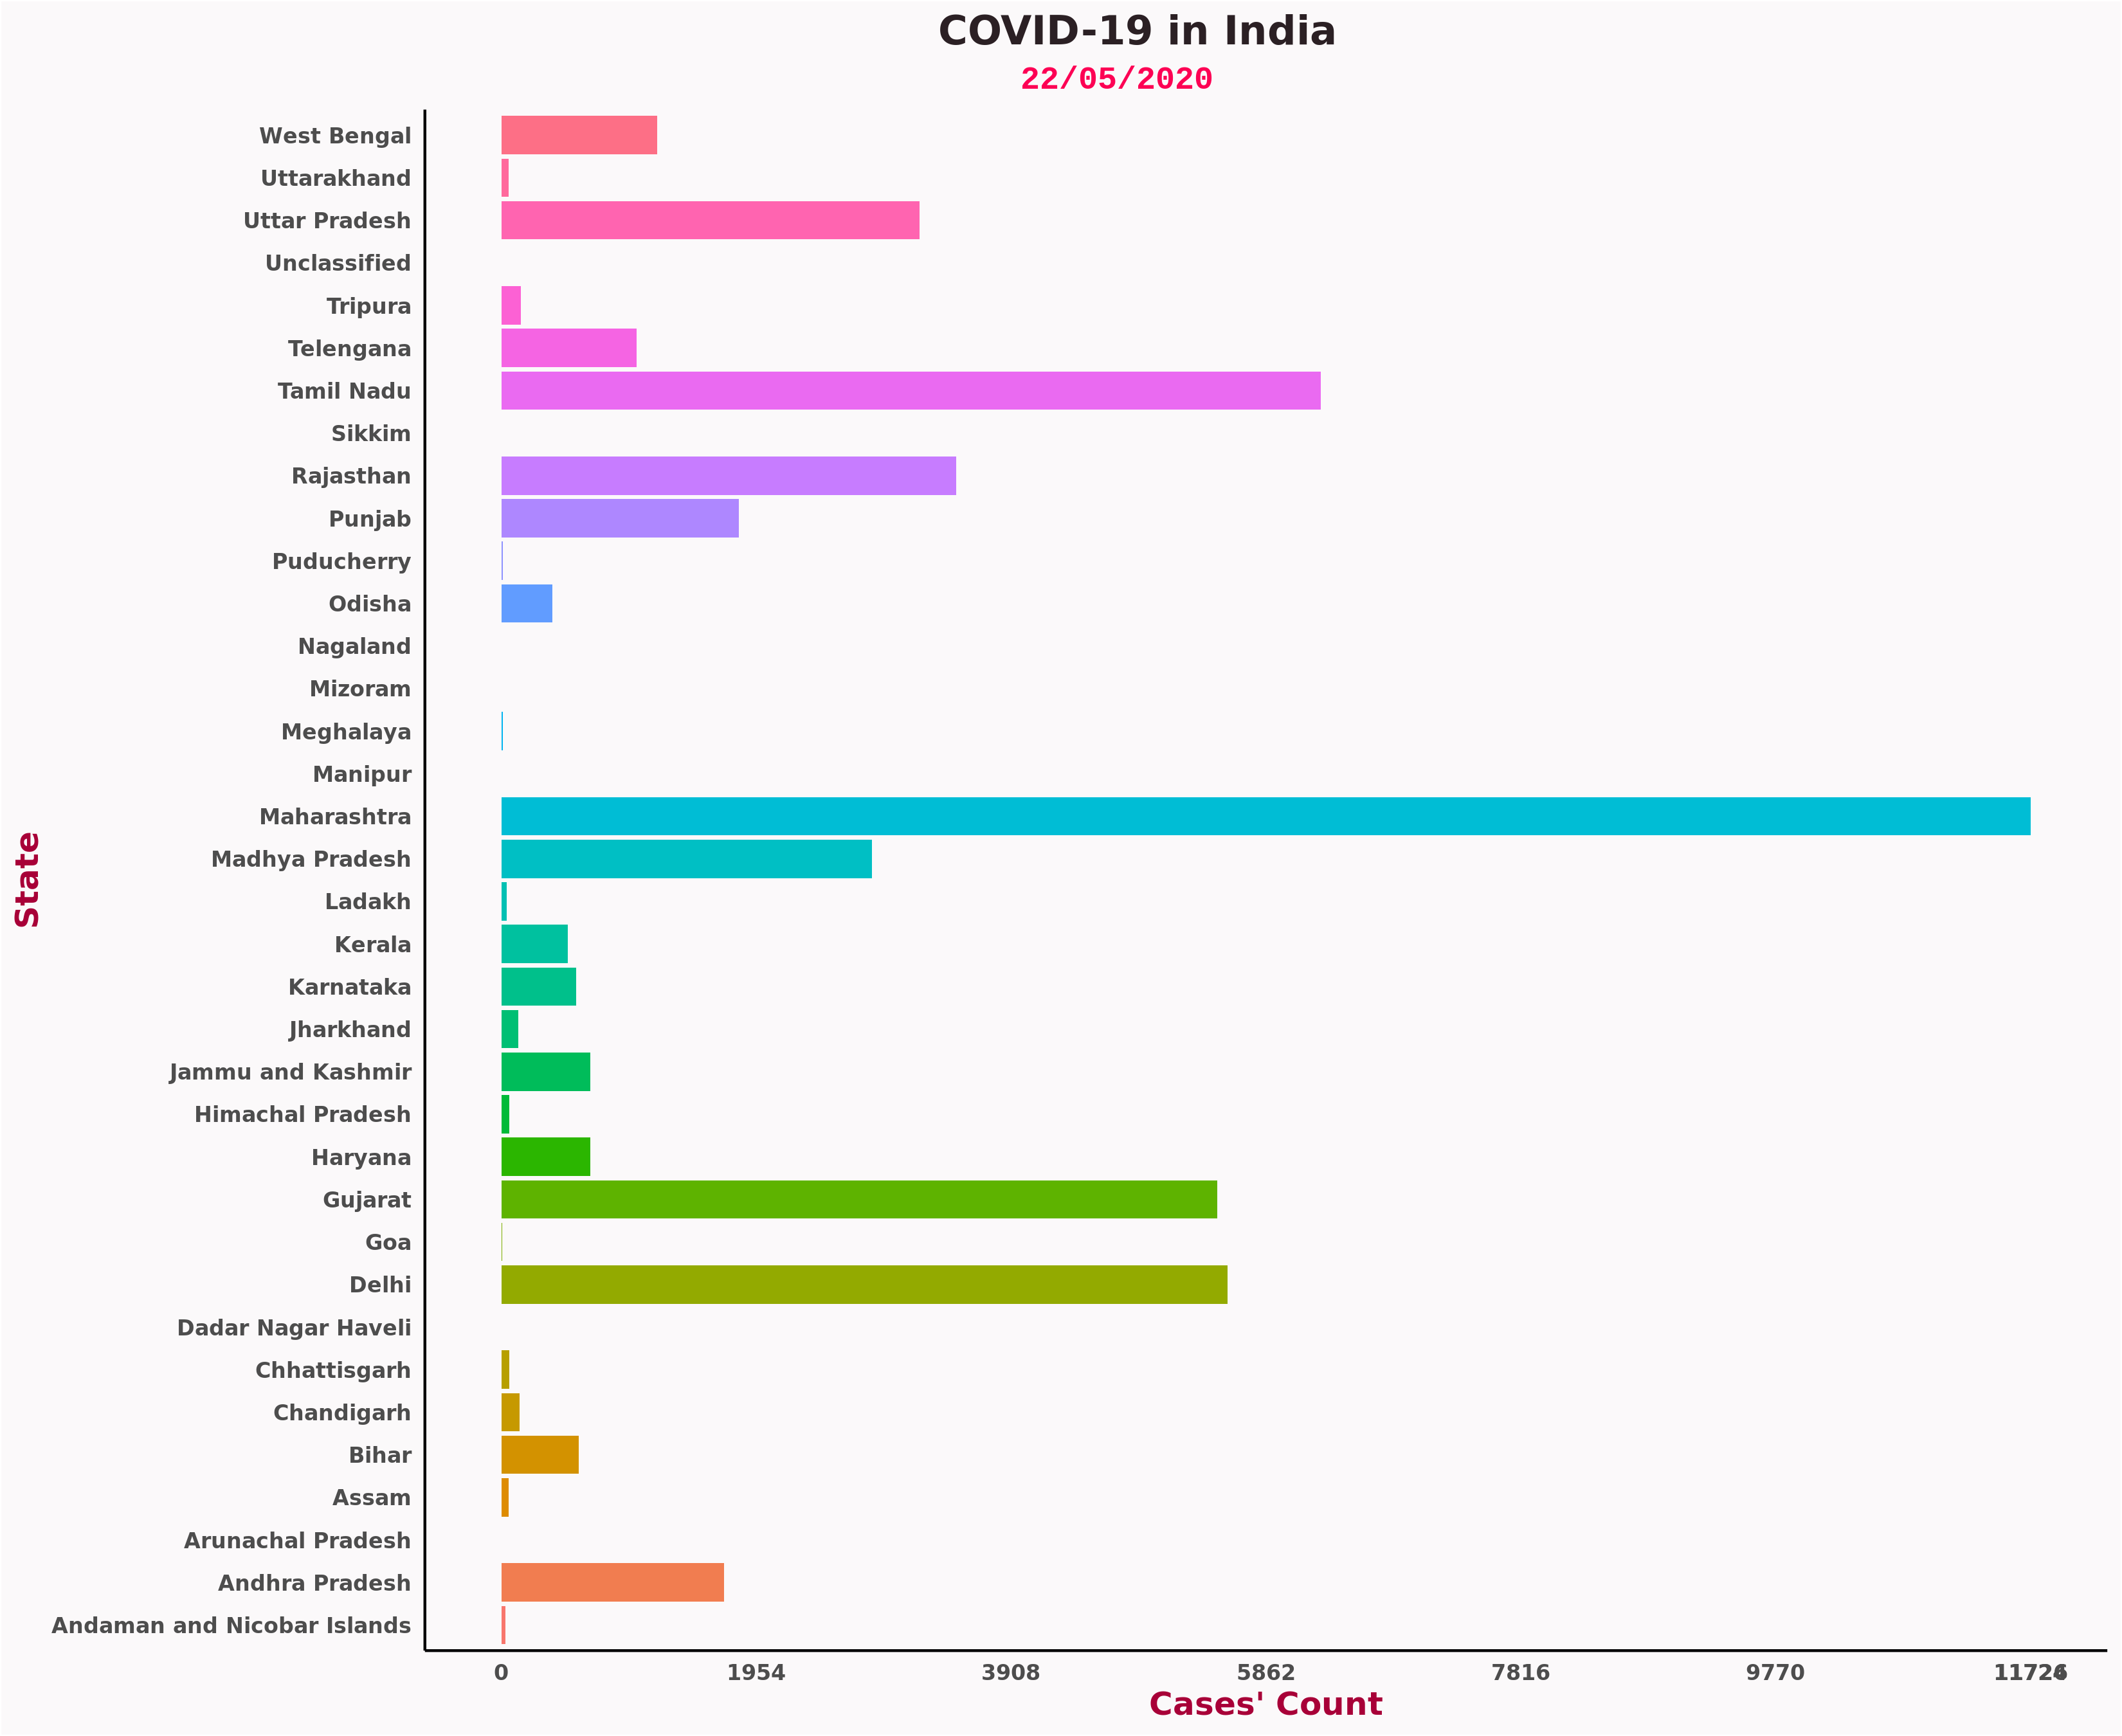 COVID-19 in India
22/05/2020
West Bengal
Uttarakhand
Uttar Pradesh
Unclassified
Tripura
Telengana
Tamil Nadu
Sikkim
Rajasthan
Punjab
Puducherry
Odisha
Nagaland
Mizoram
Meghalaya
Manipur
Maharashtra
Madhya Pradesh
Ladakh
Kerala
Karnataka
Jharkhand
Jammu and Kashmir
Himachal Pradesh
Haryana
Gujarat
Goa
Delhi
Dadar Nagar Haveli
Chhattisgarh
Chandigarh
Bihar
Assam
Arunachal Pradesh
Andhra Pradesh
Andaman and Nicobar Islands
State
0 1954 3908 5862 7816 9770
Cases' Count